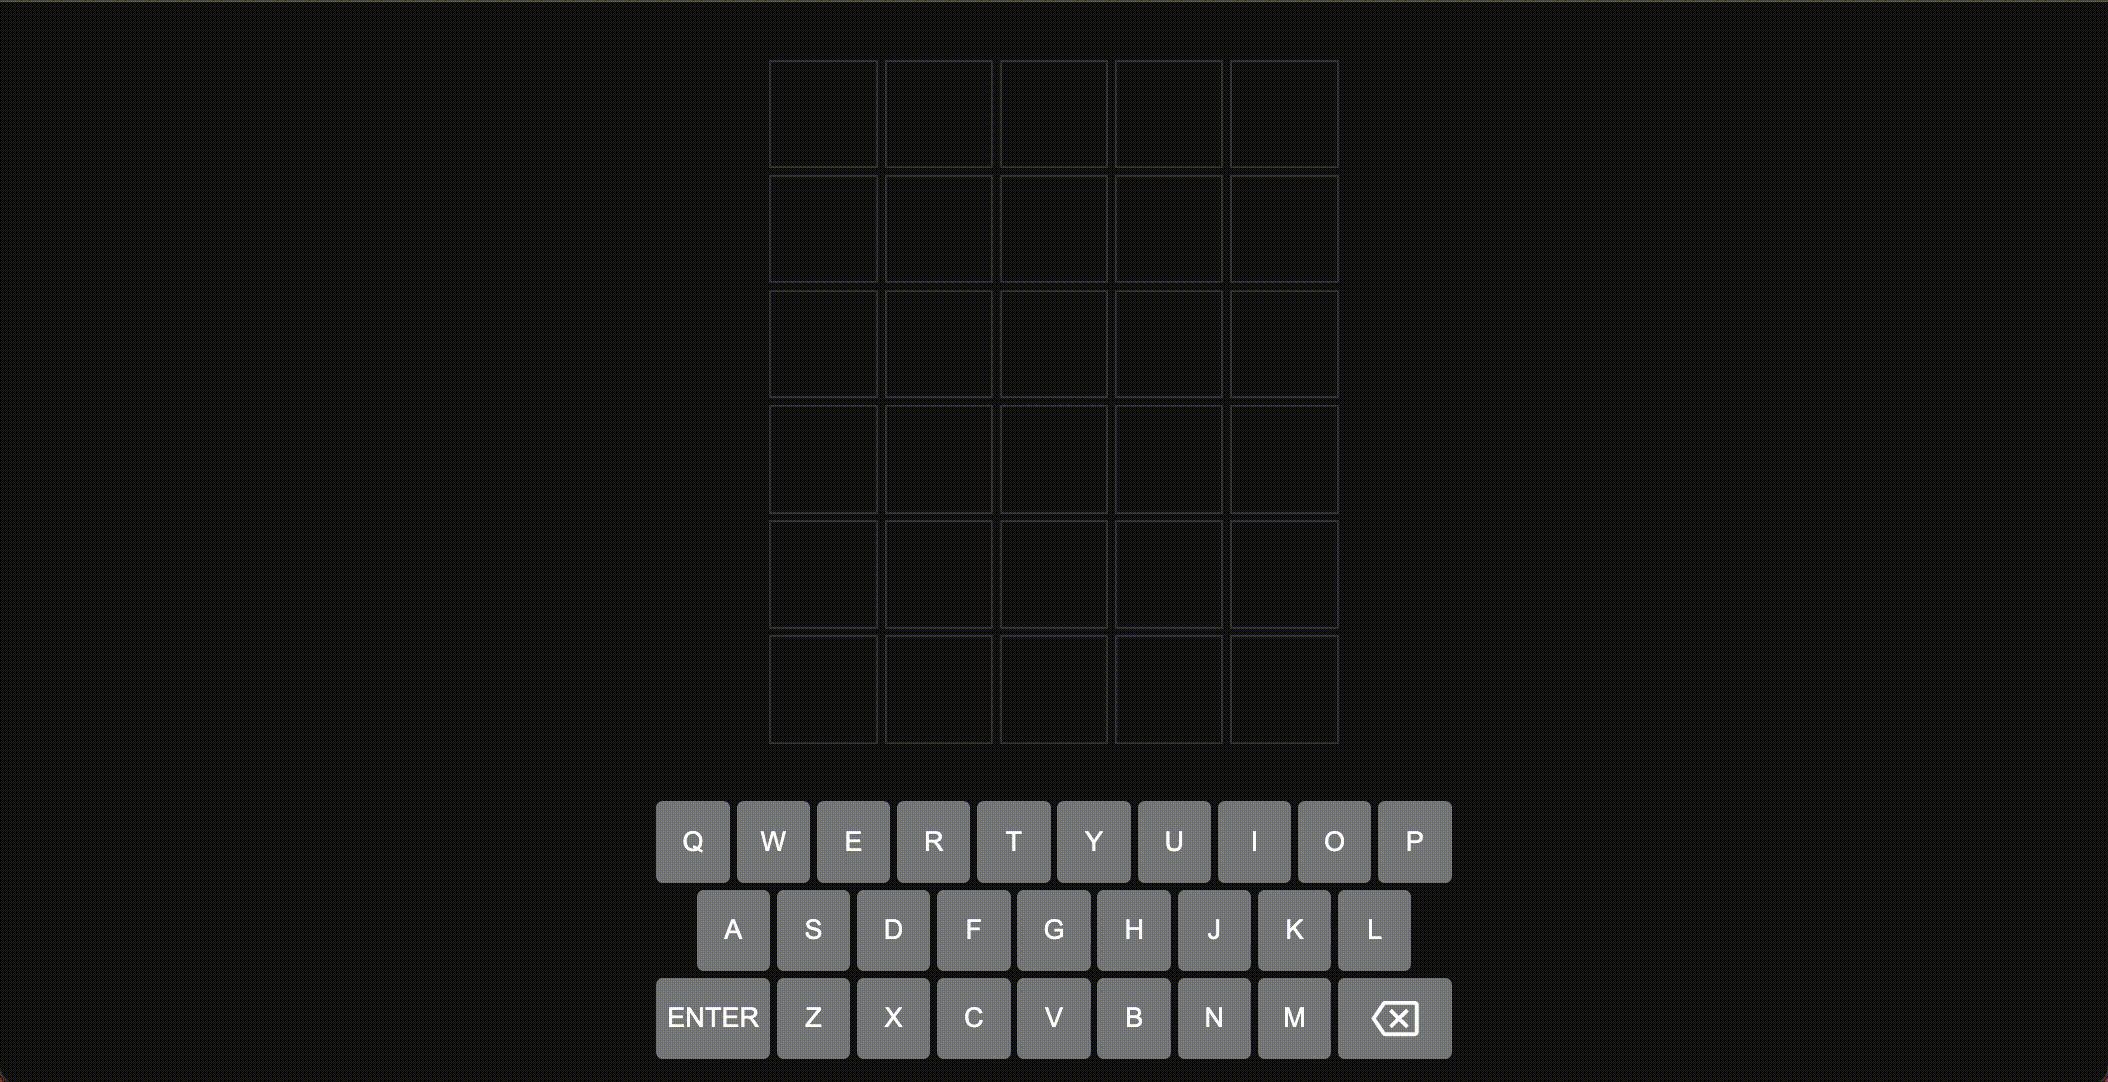 Q W E R T Y U I O P
A S D F G H J K L
ENTER Z X C V B N M